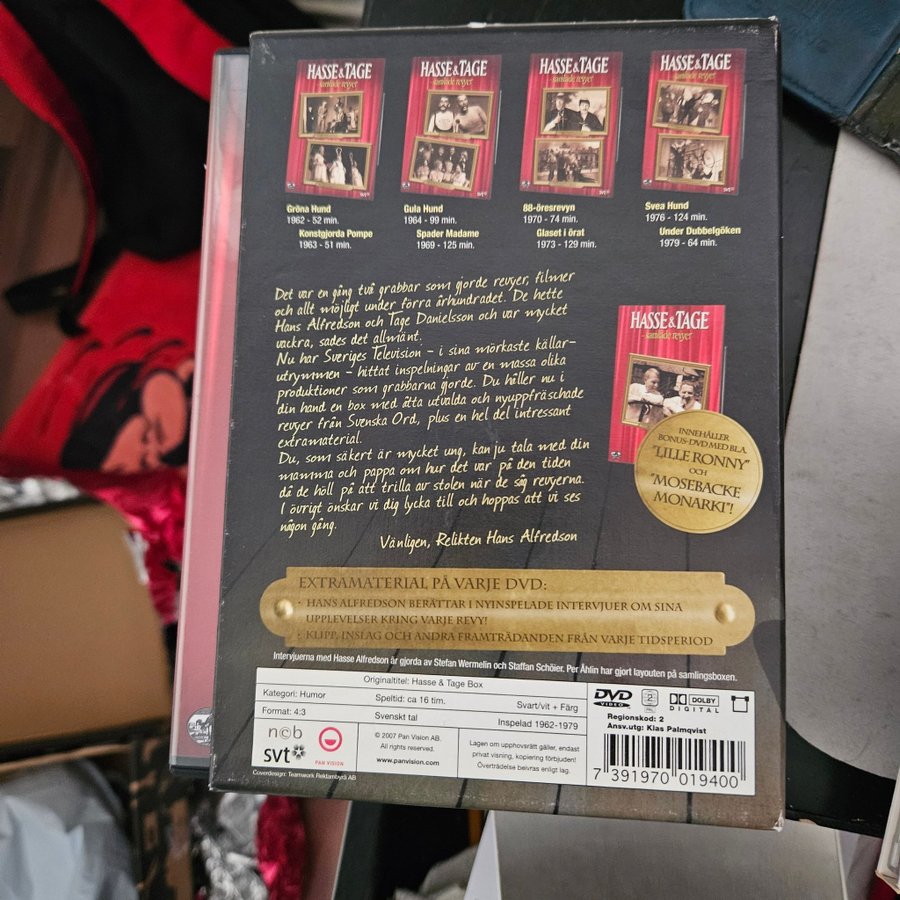 HASSE & TAGE
samlade revyer
HASSE & TAGE
samlade revyer
HASSE & TAGE
samlade revyer
HASSE & TAGE
samlade revyer
Gröna Hund
1962 - 52 min.
Konstgjorda Pompe
1963 - 51 min.
Gula Hund
1964 - 99 min.
Spader Madame
1969 - 125 min.
88-öresrevyn
1970 - 74 min.
Glaset i örat
1973 - 129 min.
Svea Hund
1976 - 124 min.
Under Dubbelgöken
1979 - 64 min.
Det var en gång två grabbar som gjorde revyer, filmer
och allt möjligt under förra århundradet. De hette
Hans Alfredson och Tage Danielsson och var mycket
vackra, sades det allmänt.
Nu har Sveriges Television – i sina mörkaste källar-
utrymmen – hittat inspelningar av en massa olika
produktioner som grabbarna gjorde. Du håller nu i
din hand en box med åtta utvalda och nyuppfräschade
revyer från Svenska Ord, plus en hel del intressant
extramaterial.
Du, som säkert är mycket ung, kan ju tala med din
mamma och pappa om hur det var på den tiden
då de höll på att trilla av stolen när de såg revyerna.
I övrigt önskar vi dig lycka till och hoppas att vi ses
någon gång.
Vänligen, Relikten Hans Alfredson
HASSE & TAGE
samlade revyer
INNEHÅLLER
BONUS-DVD MED BL.A.
"LILLE RONNY"
OCH
"MOSEBACKE
MONARKI"!
EXTRAMATERIAL PÅ VARJE DVD:
· HANS ALFREDSON BERÄTTAR I NYINSPELADE INTERVJUER OM SINA
UPPLEVELSER KRING VARJE REVY!
· KLIPP, INSLAG OCH ANDRA FRAMTRÄDANDEN FRÅN VARJE TIDSPERIOD
Intervjuerna med Hasse Alfredson är gjorda av Stefan Wermelin och Staffan Schöier. Per Åhlin har gjort layouten på samlingsboxen.
Originaltitel: Hasse & Tage Box
Kategori: Humor
Speltid: ca 16 tim.
Svart/vit + Färg
Format: 4:3
Svenskt tal
Inspelad 1962-1979
ncb
svt
PAN VISION
© 2007 Pan Vision AB.
All rights reserved.
www.panvision.com
Lagen om upphovsrätt gäller, endast
privat visning, kopiering förbjuden!
Överträdelse beivras enligt lag.
DVD
VIDEO
2
PAL
DOLBY
DIGITAL
Regionskod: 2
Ansv.utg: Klas Palmqvist
7 391970 019400
Coverdesign: Teamwork Reklambyrå AB